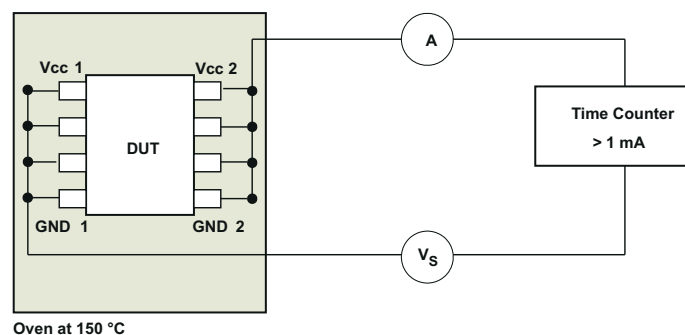 Vcc 1
Vcc 2
DUT
GND 1
GND 2
A
Time Counter
> 1 mA
VS
Oven at 150 °C